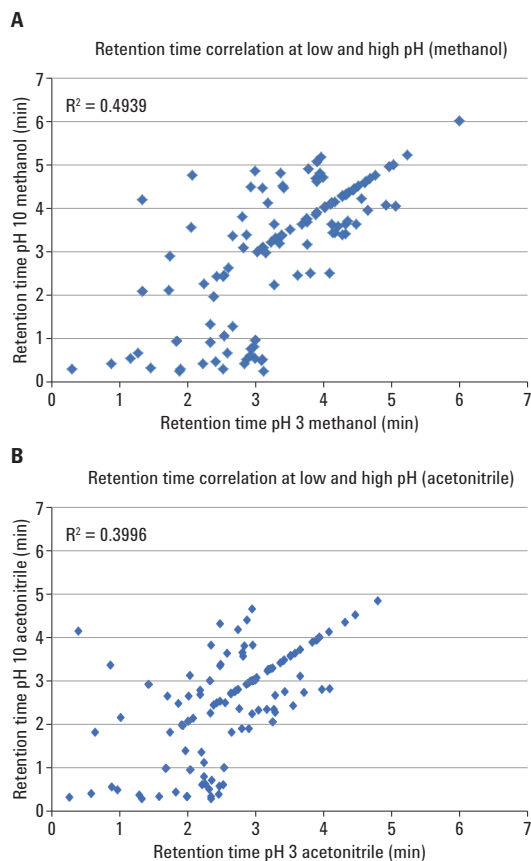 A
Retention time correlation at low and high pH (methanol)
R² = 0.4939
Retention time pH 10 methanol (min)
7
6
5
4
3
2
1
0
0 1 2 3 4 5 6 7
Retention time pH 3 methanol (min)
B
Retention time correlation at low and high pH (acetonitrile)
R² = 0.3996
Retention time pH 10 acetonitrile (min)
7
6
5
4
3
2
1
0
0 1 2 3 4 5 6 7
Retention time pH 3 acetonitrile (min)